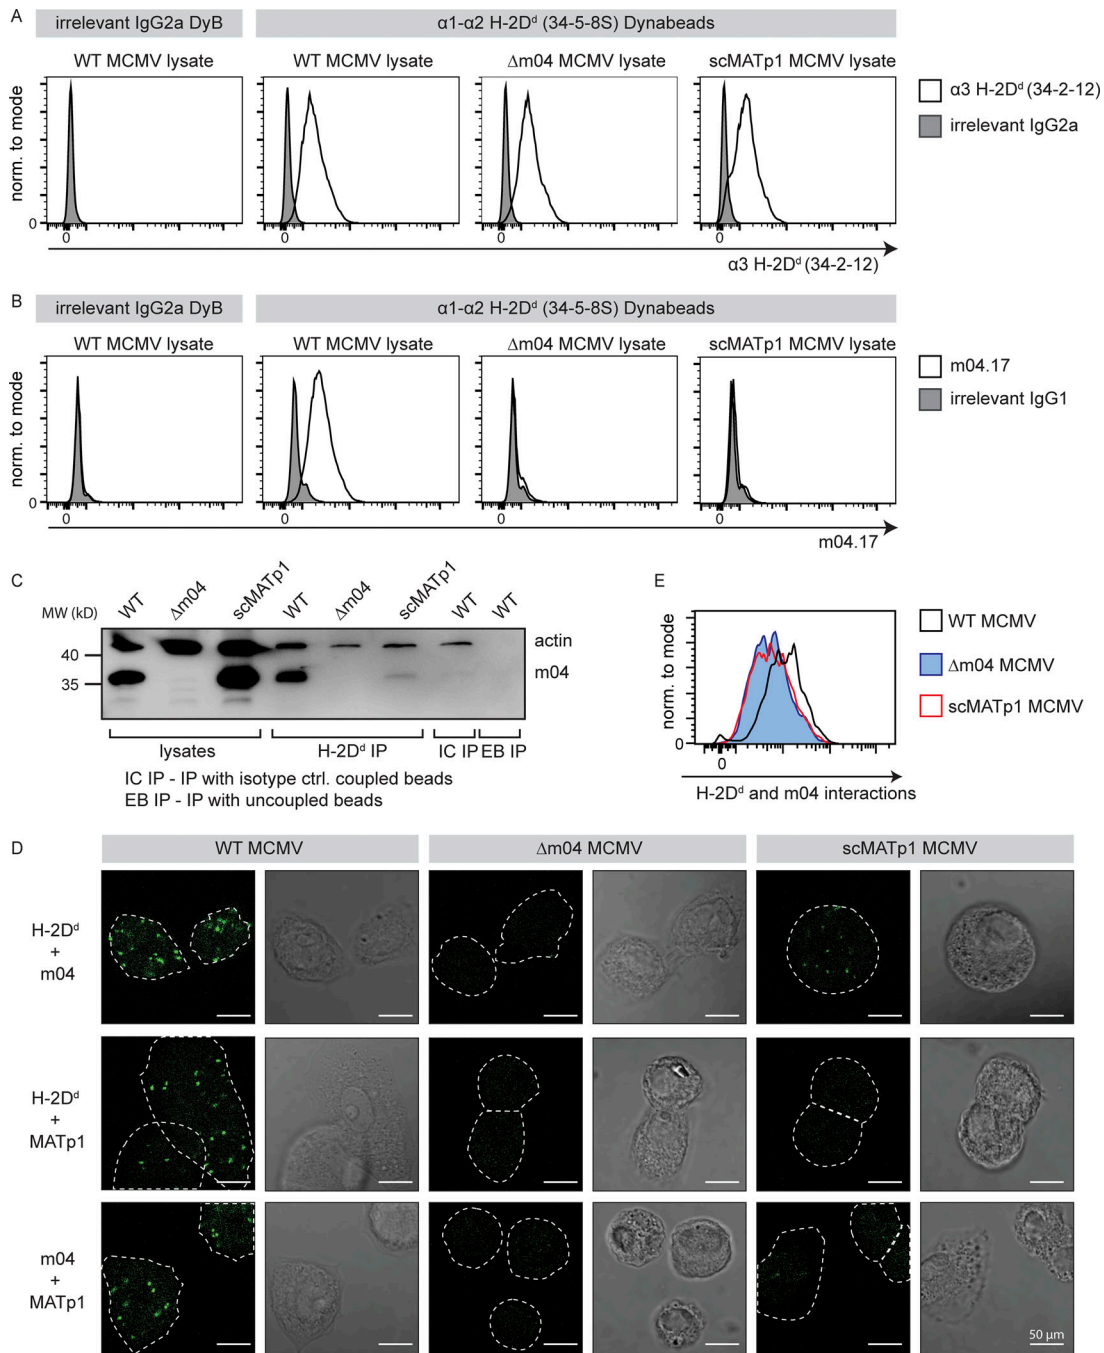 A
irrelevant IgG2a DyB
α1-α2 H-2Dᵈ (34-5-8S) Dynabeads
WT MCMV lysate
WT MCMV lysate
Δm04 MCMV lysate
scMATp1 MCMV lysate
norm. to mode
0
0
0
0
0
α3 H-2Dᵈ (34-2-12)
irrelevant IgG2a
α3 H-2Dᵈ (34-2-12)
B
irrelevant IgG2a DyB
α1-α2 H-2Dᵈ (34-5-8S) Dynabeads
WT MCMV lysate
WT MCMV lysate
Δm04 MCMV lysate
scMATp1 MCMV lysate
norm. to mode
0
0
0
0
0
m04.17
irrelevant IgG1
m04.17
C
MW (kD)
WT
Δm04
scMATp1
WT
Δm04
scMATp1
WT
WT
40
35
actin
m04
lysates
H-2Dᵈ IP
IC IP
EB IP
IC IP - IP with isotype ctrl. coupled beads
EB IP - IP with uncoupled beads
E
norm. to mode
0
0
H-2Dᵈ and m04 interactions
WT MCMV
Δm04 MCMV
scMATp1 MCMV
D
WT MCMV
Δm04 MCMV
scMATp1 MCMV
H-2Dᵈ
+
m04
H-2Dᵈ
+
MATp1
m04
+
MATp1
50 μm